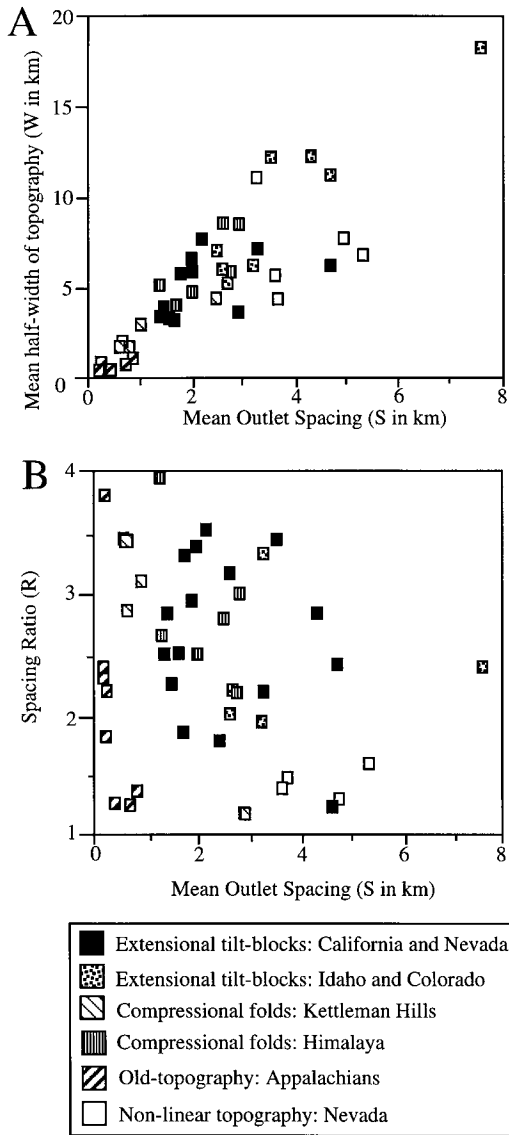 A
20
15
10
5
0
Mean half-width of topography (W in km)
0 2 4 6 8
Mean Outlet Spacing (S in km)
B
4
3
2
1
Spacing Ratio (R)
0 2 4 6 8
Mean Outlet Spacing (S in km)
Extensional tilt-blocks: California and Nevada
Extensional tilt-blocks: Idaho and Colorado
Compressional folds: Kettleman Hills
Compressional folds: Himalaya
Old-topography: Appalachians
Non-linear topography: Nevada